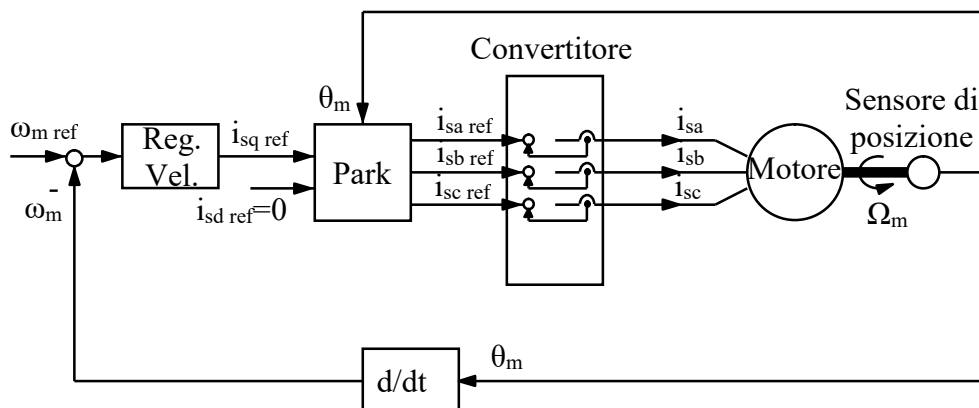 Convertitore
θm
Sensore di
posizione
ωm ref
-
ωm
Reg.
Vel.
isq ref
isd ref=0
Park
isa ref
isb ref
isc ref
isa
isb
isc
Motore
Ωm
d/dt
θm